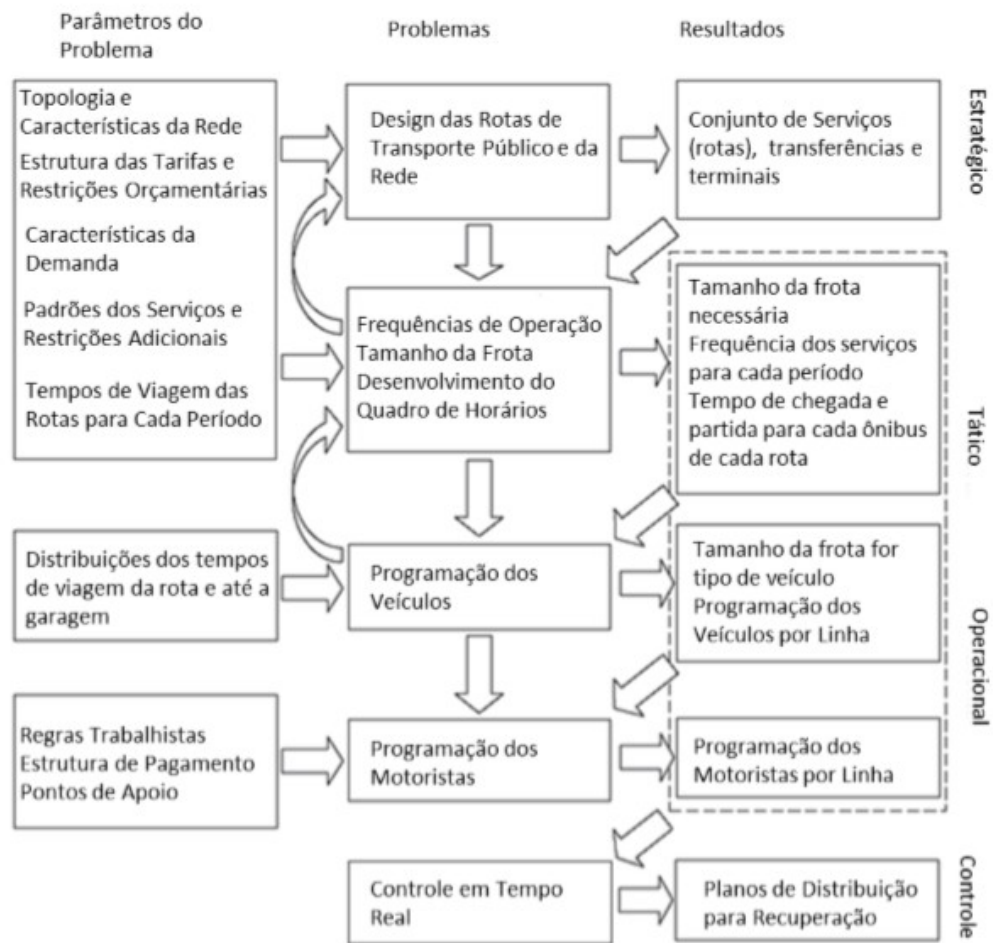 Parâmetros do
Problema
Problemas
Resultados
Topologia e
Características da Rede
Estrutura das Tarifas e
Restrições Orçamentárias
Características da
Demanda
Padrões dos Serviços e
Restrições Adicionais
Tempos de Viagem das
Rotas para Cada Período
Design das Rotas de
Transporte Público e da
Rede
Conjunto de Serviços
(rotas), transferências e
terminais
Estratégico
Frequências de Operação
Tamanho da Frota
Desenvolvimento do
Quadro de Horários
Tamanho da frota
necessária
Frequência dos serviços
para cada período
Tempo de chegada e
partida para cada ônibus
de cada rota
Tático
Distribuições dos tempos
de viagem da rota e até a
garagem
Programação dos
Veículos
Tamanho da frota for
tipo de veículo
Programação dos
Veículos por Linha
Operacional
Regras Trabalhistas
Estrutura de Pagamento
Pontos de Apoio
Programação dos
Motoristas
Programação dos
Motoristas por Linha
Controle em Tempo
Real
Planos de Distribuição
para Recuperação
Controle